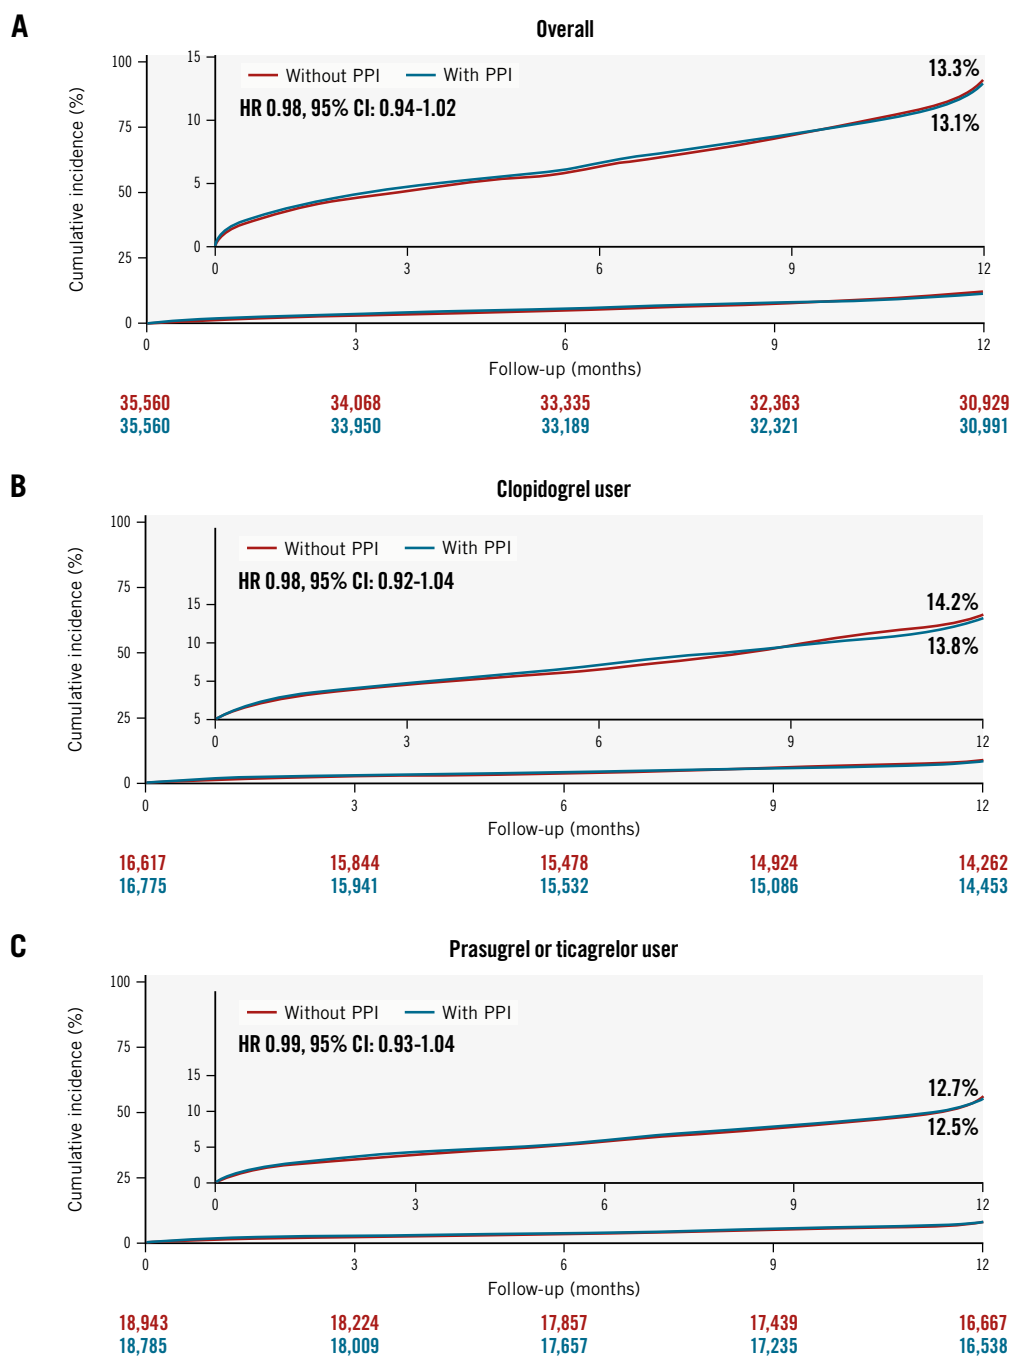 A
Overall
Cumulative incidence (%)
100
75
50
25
0
15
10
5
0
Without PPI
With PPI
HR 0.98, 95% CI: 0.94-1.02
13.3%
13.1%
0 3 6 9 12
0 3 6 9 12
Follow-up (months)
35,560 34,068 33,335 32,363 30,929
35,560 33,950 33,189 32,321 30,991
B
Clopidogrel user
Cumulative incidence (%)
100
75
50
25
0
15
10
5
5
Without PPI
With PPI
HR 0.98, 95% CI: 0.92-1.04
14.2%
13.8%
0 3 6 9 12
0 3 6 9 12
Follow-up (months)
16,617 15,844 15,478 14,924 14,262
16,775 15,941 15,532 15,086 14,453
C
Prasugrel or ticagrelor user
Cumulative incidence (%)
100
75
50
25
0
15
10
5
0
Without PPI
With PPI
HR 0.99, 95% CI: 0.93-1.04
12.7%
12.5%
0 3 6 9 12
0 3 6 9 12
Follow-up (months)
18,943 18,224 17,857 17,439 16,667
18,785 18,009 17,657 17,235 16,538